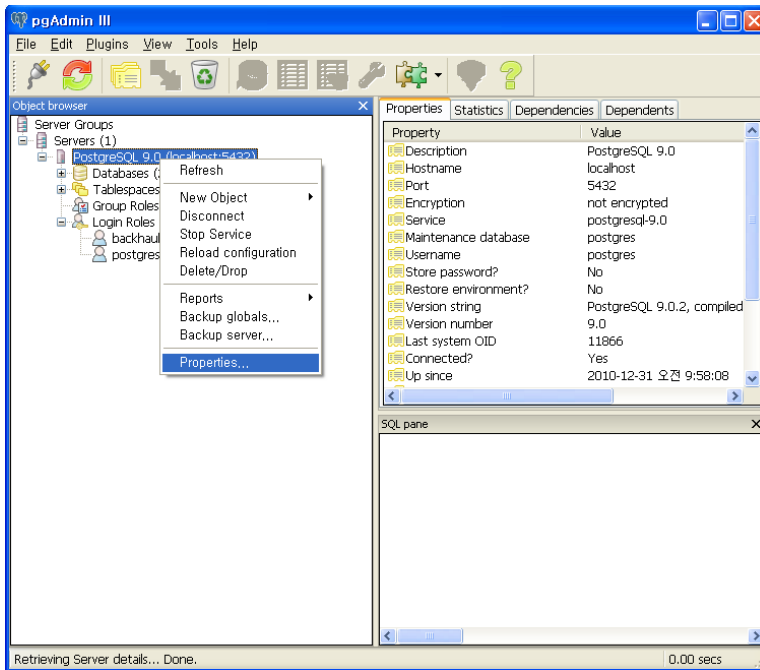 pgAdmin III
File Edit Plugins View Tools Help
Object browser
Server Groups
Servers (1)
PostgreSQL 9.0 (localhost:5432)
Databases (
Tablespaces
Group Roles
Login Roles
backhaul
postgres
Refresh
New Object
Disconnect
Stop Service
Reload configuration
Delete/Drop
Reports
Backup globals...
Backup server...
Properties...
Properties Statistics Dependencies Dependents
Property Value
Description PostgreSQL 9.0
Hostname localhost
Port 5432
Encryption not encrypted
Service postgresql-9.0
Maintenance database postgres
Username postgres
Store password? No
Restore environment? No
Version string PostgreSQL 9.0.2, compiled
Version number 9.0
Last system OID 11866
Connected? Yes
Up since 2010-12-31 오전 9:58:08
SQL pane
Retrieving Server details... Done. 0.00 secs